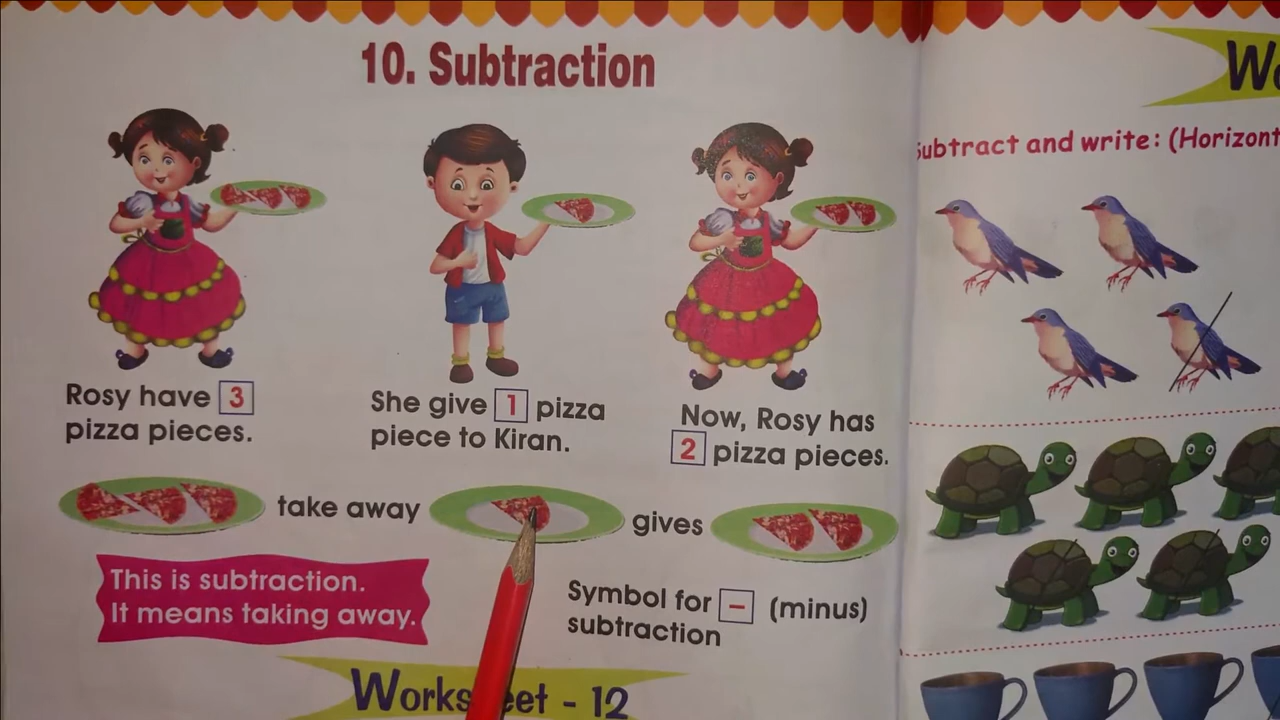 10. Subtraction
Rosy have 3
pizza pieces.
She give 1 pizza
piece to Kiran.
Now, Rosy has
2 pizza pieces.
take away
gives
This is subtraction.
It means taking away.
Symbol for - (minus)
subtraction
Worksheet - 12
Subtract and write: (Horizont